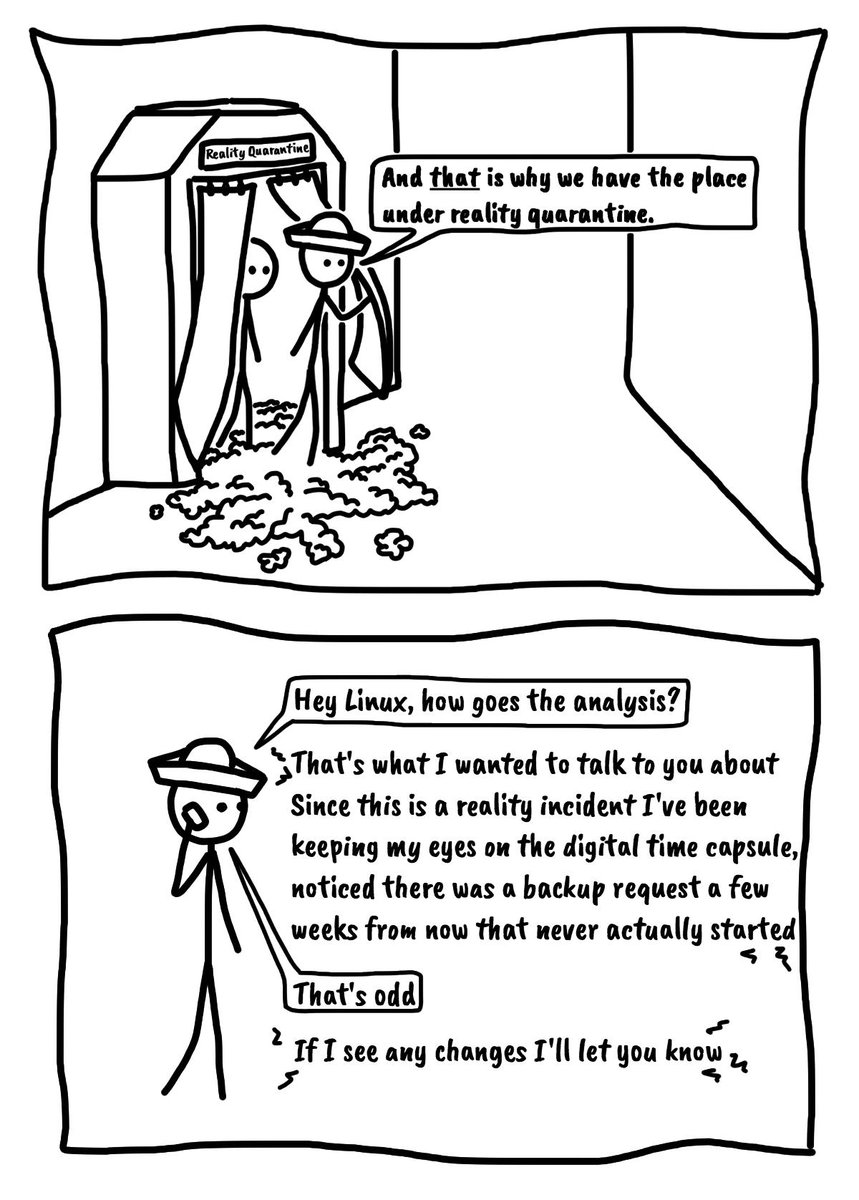 Reality Quarantine
And that is why we have the place
under reality quarantine.
Hey Linux, how goes the analysis?
That's what I wanted to talk to you about
Since this is a reality incident I've been
keeping my eyes on the digital time capsule,
noticed there was a backup request a few
weeks from now that never actually started
That's odd
If I see any changes I'll let you know